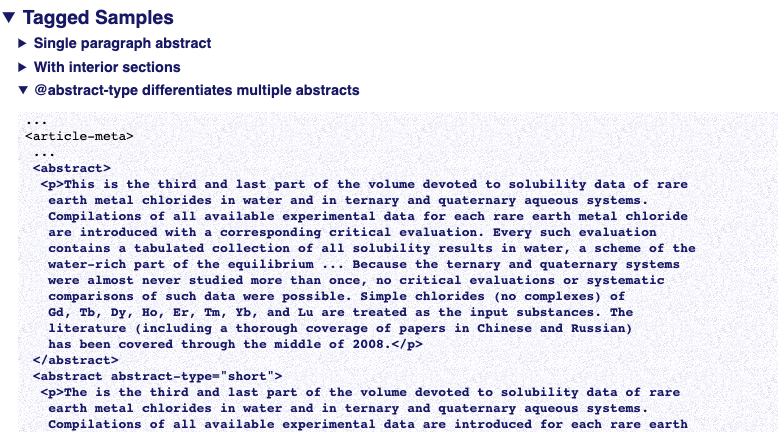 ▼ Tagged Samples
▶ Single paragraph abstract
▶ With interior sections
▼ @abstract-type differentiates multiple abstracts
...
<article-meta>
...
<abstract>
<p>This is the third and last part of the volume devoted to solubility data of rare
earth metal chlorides in water and in ternary and quaternary aqueous systems.
Compilations of all available experimental data for each rare earth metal chloride
are introduced with a corresponding critical evaluation. Every such evaluation
contains a tabulated collection of all solubility results in water, a scheme of the
water-rich part of the equilibrium ... Because the ternary and quaternary systems
were almost never studied more than once, no critical evaluations or systematic
comparisons of such data were possible. Simple chlorides (no complexes) of
Gd, Tb, Dy, Ho, Er, Tm, Yb, and Lu are treated as the input substances. The
literature (including a thorough coverage of papers in Chinese and Russian)
has been covered through the middle of 2008.</p>
</abstract>
<abstract abstract-type="short">
<p>The is the third and last part of the volume devoted to solubility data of rare
earth metal chlorides in water and in ternary and quaternary aqueous systems.
Compilations of all available experimental data are introduced for each rare earth